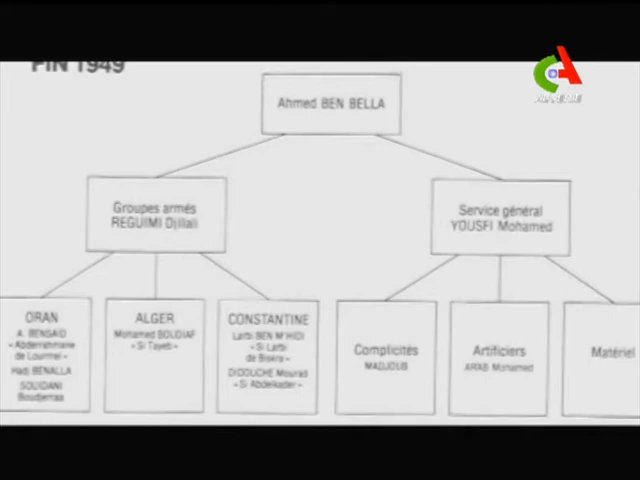 FIN 1949
Ahmed BEN BELLA
Groupes armés
REGUIMI Djillali
Service général
YOUSFI Mohamed
ORAN
A. BENSAID
« Abderrahmane
de Lourmel »
Hadj BENALLA
SOUIDANI
Boudjemaa
ALGER
Mohamed BOUDIAF
« Si Tayeb »
CONSTANTINE
Larbi BEN M'HIDI
« Si Larbi
de Biskra »
DIDOUCHE Mourad
« Si Abdelkader »
Complicités
MADJOUB
Artificiers
ARAB Mohamed
Matériel